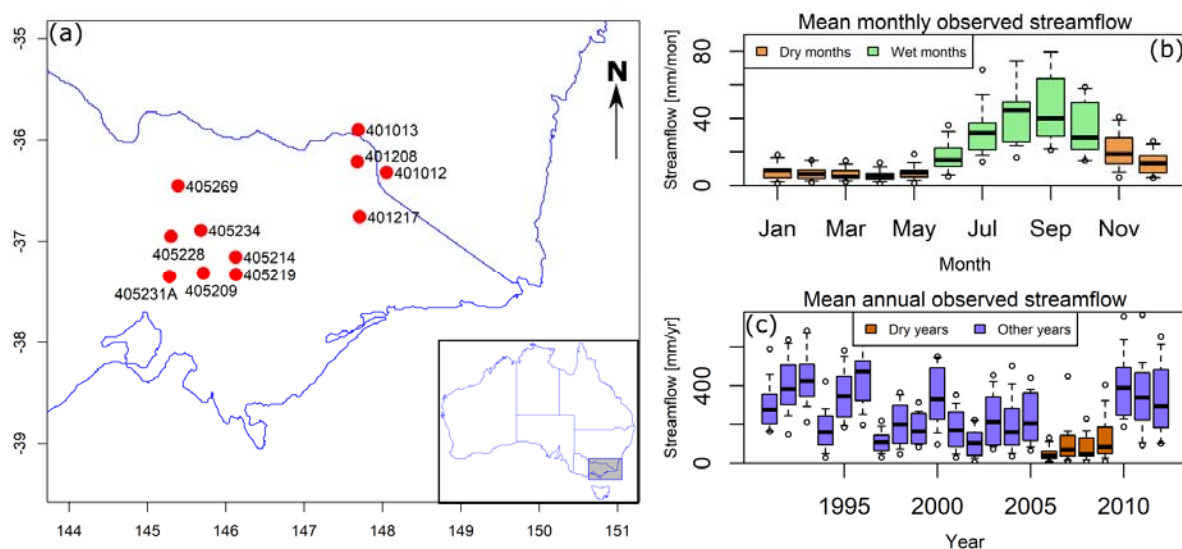 (a)
-35
-36
-37
-38
-39
144
145
146
147
148
149
150
151
N
401013
401208
401012
405269
401217
405234
405228
405214
405219
405231A
405209
Mean monthly observed streamflow
(b)
Dry months
Wet months
Streamflow [mm/mon]
80
40
0
Jan
Mar
May
Jul
Sep
Nov
Month
Mean annual observed streamflow
(c)
Dry years
Other years
Streamflow [mm/yr]
400
0
1995
2000
2005
2010
Year